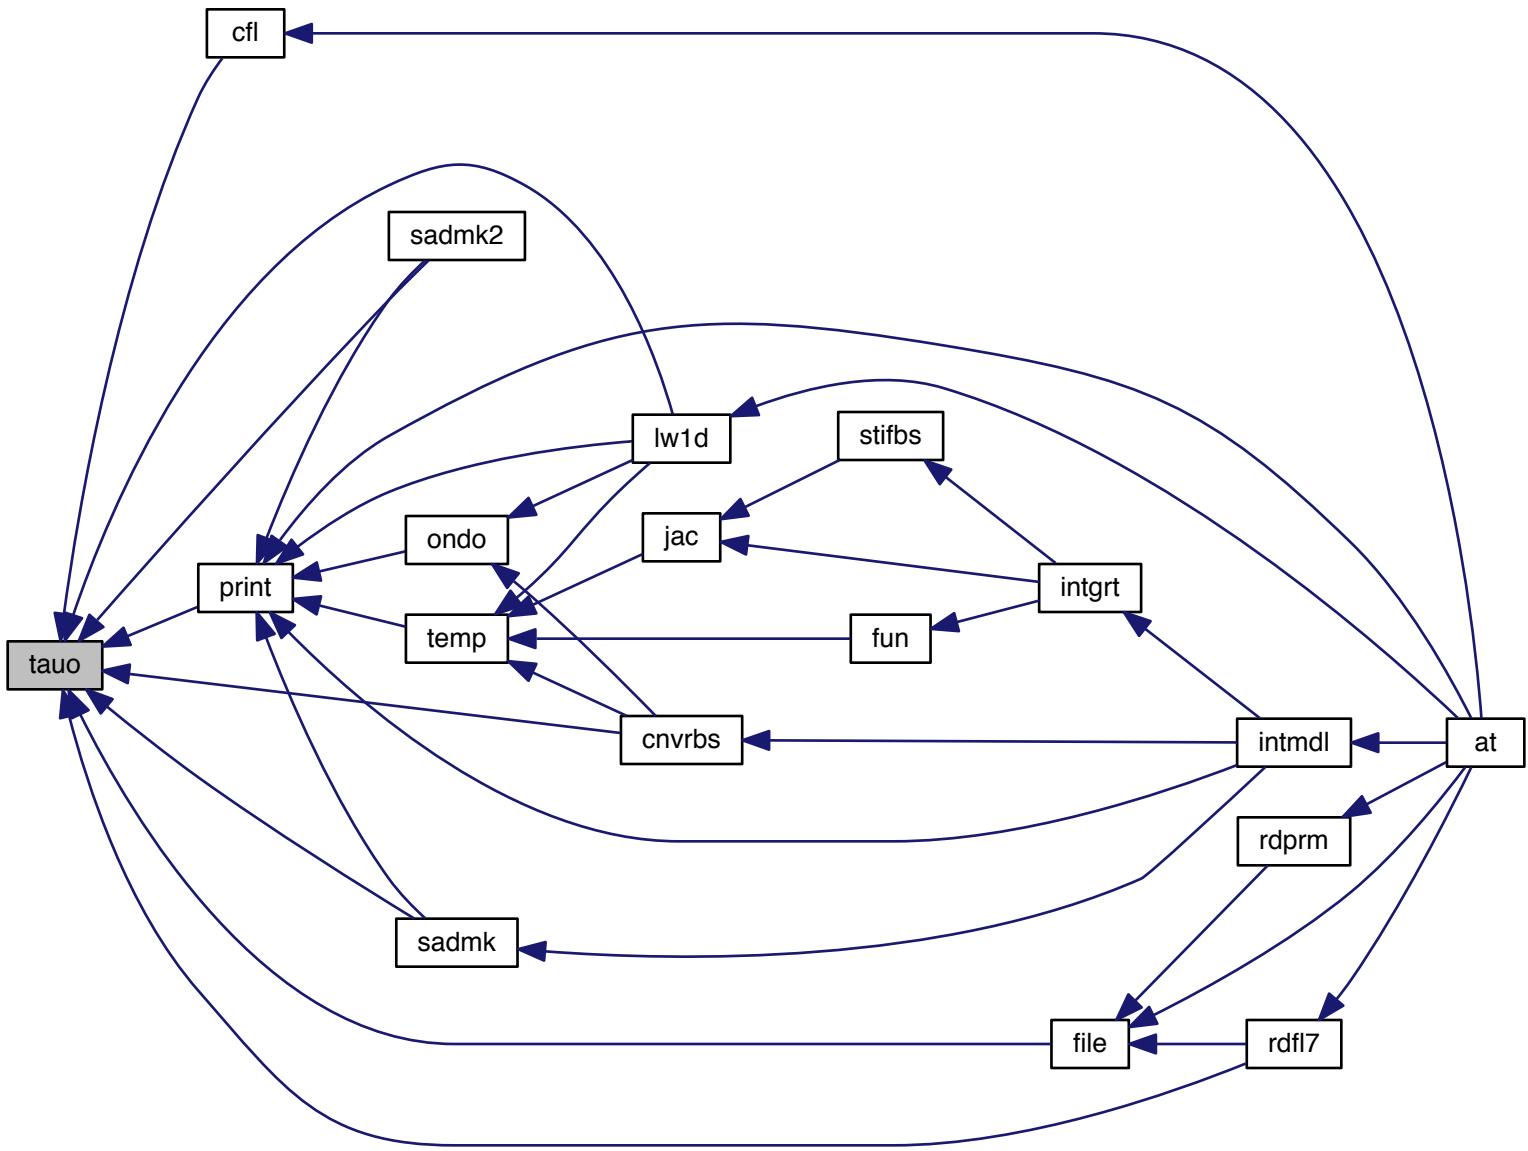 cfl
sadmk2
lw1d
stifbs
ondo
jac
print
intgrt
temp
fun
tauo
cnvrbs
intmdl
at
rdprm
sadmk
file
rdfl7